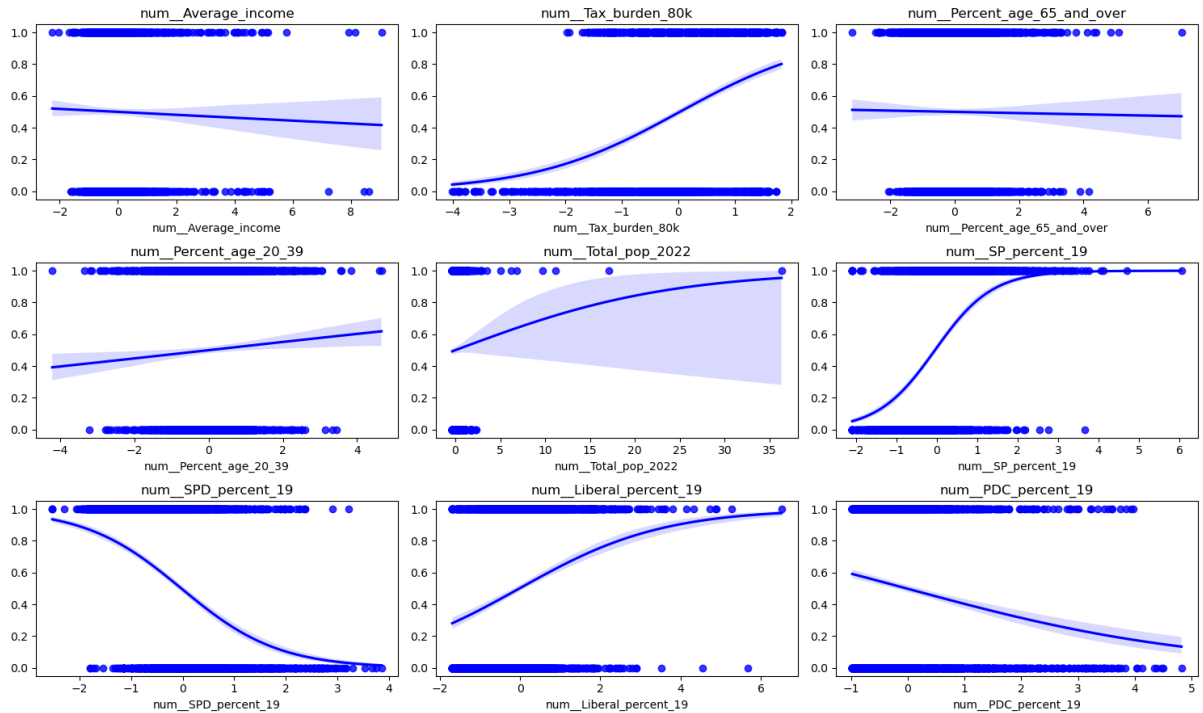 num__Average_income
num__Tax_burden_80k
num__Percent_age_65_and_over
1.0
0.8
0.6
0.4
0.2
0.0
−2 0 2 4 6 8
num__Average_income
1.0
0.8
0.6
0.4
0.2
0.0
−4 −3 −2 −1 0 1 2
num__Tax_burden_80k
1.0
0.8
0.6
0.4
0.2
0.0
−2 0 2 4 6
num__Percent_age_65_and_over
num__Percent_age_20_39
num__Total_pop_2022
num__SP_percent_19
1.0
0.8
0.6
0.4
0.2
0.0
−4 −2 0 2 4
num__Percent_age_20_39
1.0
0.8
0.6
0.4
0.2
0.0
0 5 10 15 20 25 30 35
num__Total_pop_2022
1.0
0.8
0.6
0.4
0.2
0.0
−2 −1 0 1 2 3 4 5 6
num__SP_percent_19
num__SPD_percent_19
num__Liberal_percent_19
num__PDC_percent_19
1.0
0.8
0.6
0.4
0.2
0.0
−2 −1 0 1 2 3 4
num__SPD_percent_19
1.0
0.8
0.6
0.4
0.2
0.0
−2 0 2 4 6
num__Liberal_percent_19
1.0
0.8
0.6
0.4
0.2
0.0
−1 0 1 2 3 4 5
num__PDC_percent_19